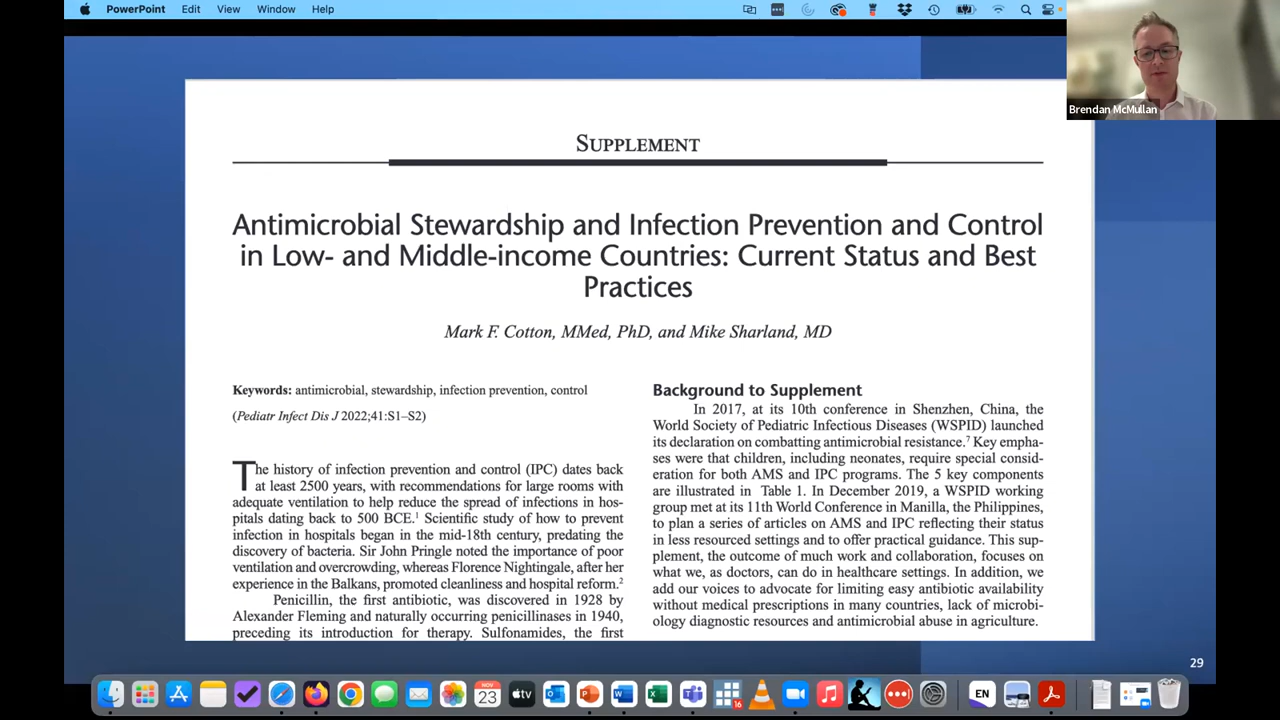 PowerPoint Edit View Window Help
Brendan McMullan
SUPPLEMENT
Antimicrobial Stewardship and Infection Prevention and Control
in Low- and Middle-income Countries: Current Status and Best
Practices
Mark F. Cotton, MMed, PhD, and Mike Sharland, MD
Keywords: antimicrobial, stewardship, infection prevention, control
(Pediatr Infect Dis J 2022;41:S1–S2)
The history of infection prevention and control (IPC) dates back
at least 2500 years, with recommendations for large rooms with
adequate ventilation to help reduce the spread of infections in hos-
pitals dating back to 500 BCE.1 Scientific study of how to prevent
infection in hospitals began in the mid-18th century, predating the
discovery of bacteria. Sir John Pringle noted the importance of poor
ventilation and overcrowding, whereas Florence Nightingale, after her
experience in the Balkans, promoted cleanliness and hospital reform.2
Penicillin, the first antibiotic, was discovered in 1928 by
Alexander Fleming and naturally occurring penicillinases in 1940,
preceding its introduction for therapy. Sulfonamides, the first
Background to Supplement
In 2017, at its 10th conference in Shenzhen, China, the
World Society of Pediatric Infectious Diseases (WSPID) launched
its declaration on combatting antimicrobial resistance.7 Key empha-
ses were that children, including neonates, require special consid-
eration for both AMS and IPC programs. The 5 key components
are illustrated in Table 1. In December 2019, a WSPID working
group met at its 11th World Conference in Manilla, the Philippines,
to plan a series of articles on AMS and IPC reflecting their status
in less resourced settings and to offer practical guidance. This sup-
plement, the outcome of much work and collaboration, focuses on
what we, as doctors, can do in healthcare settings. In addition, we
add our voices to advocate for limiting easy antibiotic availability
without medical prescriptions in many countries, lack of microbi-
ology diagnostic resources and antimicrobial abuse in agriculture.
29
NOV
23
tv
16
EN